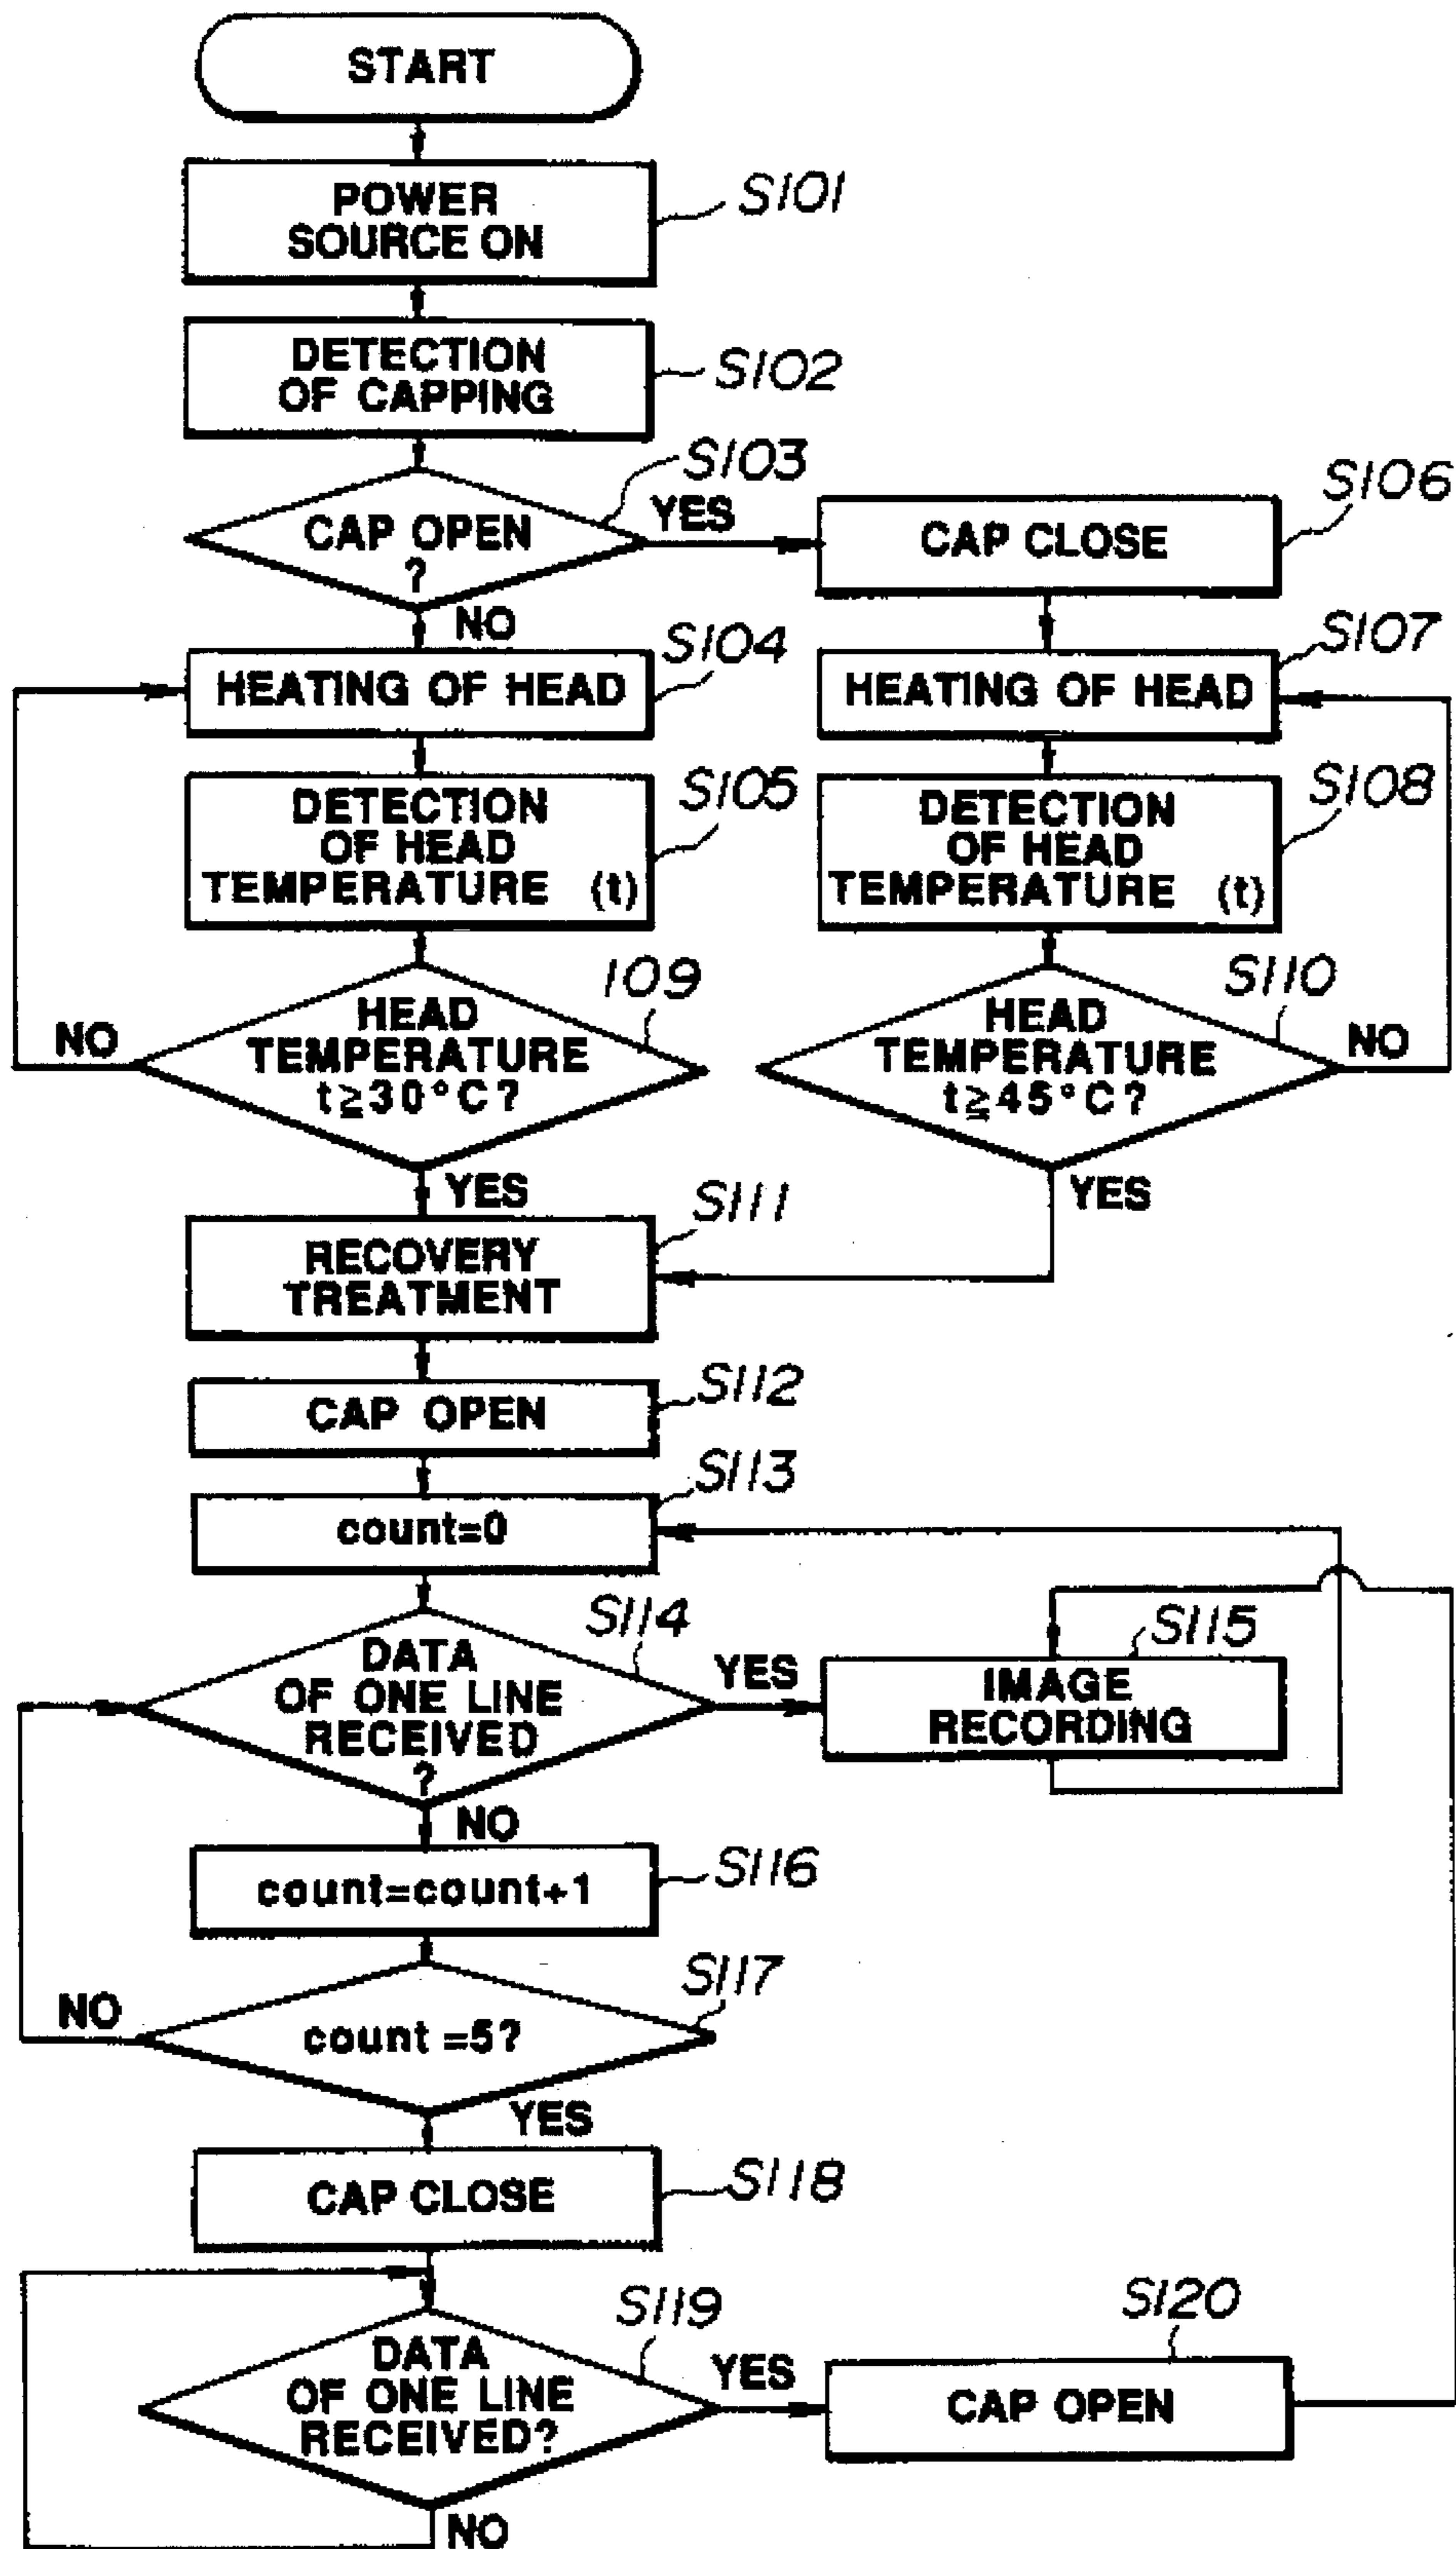 START
POWER
SOURCE ON
S101
DETECTION
OF CAPPING
S102
CAP OPEN
?
S103
YES
NO
CAP CLOSE
S106
HEATING OF HEAD
S104
HEATING OF HEAD
S107
DETECTION
OF HEAD
TEMPERATURE (t)
S105
DETECTION
OF HEAD
TEMPERATURE (t)
S108
HEAD
TEMPERATURE
t≧30°C?
109
NO
YES
HEAD
TEMPERATURE
t≧45°C?
S110
NO
YES
RECOVERY
TREATMENT
S111
CAP OPEN
S112
count=0
S113
DATA
OF ONE LINE
RECEIVED
?
S114
YES
NO
IMAGE
RECORDING
S115
count=count+1
S116
count =5?
S117
NO
YES
CAP CLOSE
S118
DATA
OF ONE LINE
RECEIVED?
S119
YES
NO
CAP OPEN
S120